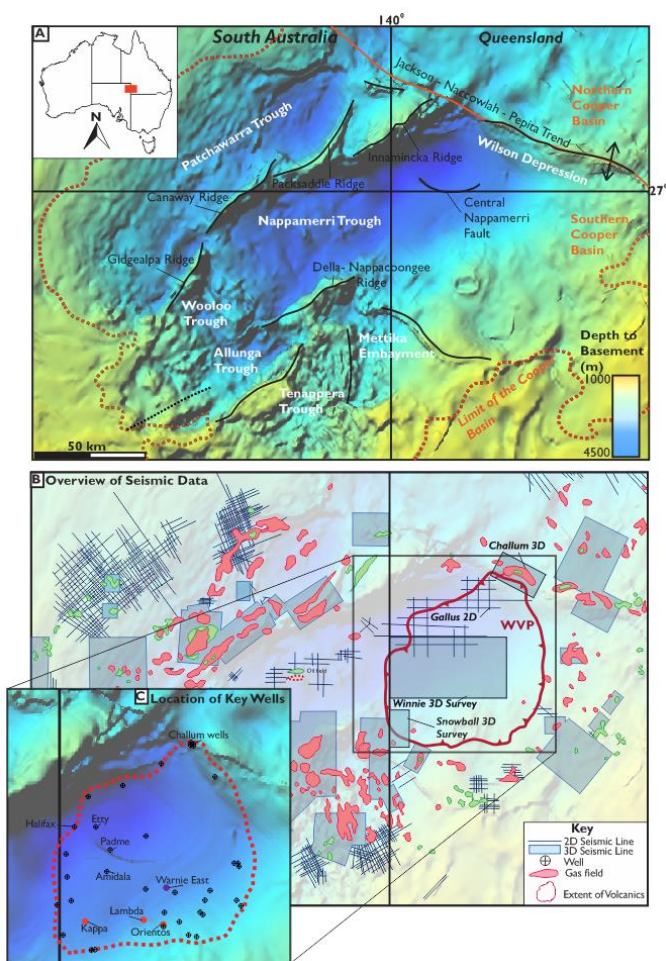 140°
A
South Australia
Queensland
N
Jackson - Naccowlah - Pepita Trend
Northern
Cooper
Basin
Patchawarra Trough
Wilson Depression
Innamincka Ridge
Packsaddle Ridge
27°
Canaway Ridge
Nappamerri Trough
Central
Nappamerri
Fault
Southern
Cooper
Basin
Gidgealpa Ridge
Della- Nappacoongee
Ridge
Wooloo
Trough
Mettika
Embayment
Allunga
Trough
Depth to
Basement
(m)
1000
4500
Tenappera
Trough
Limit of the Cooper
Basin
50 km
B Overview of Seismic Data
Challum 3D
Gallus 2D
WVP
Oil field
Winnie 3D Survey
Snowball 3D
Survey
C Location of Key Wells
Challum wells
Halifax
Etty
Padme
Amidala
Warnie East
Lambda
Kappa
Orientos
Key
2D Seismic Line
3D Seismic Line
Well
Gas field
Extent of Volcanics